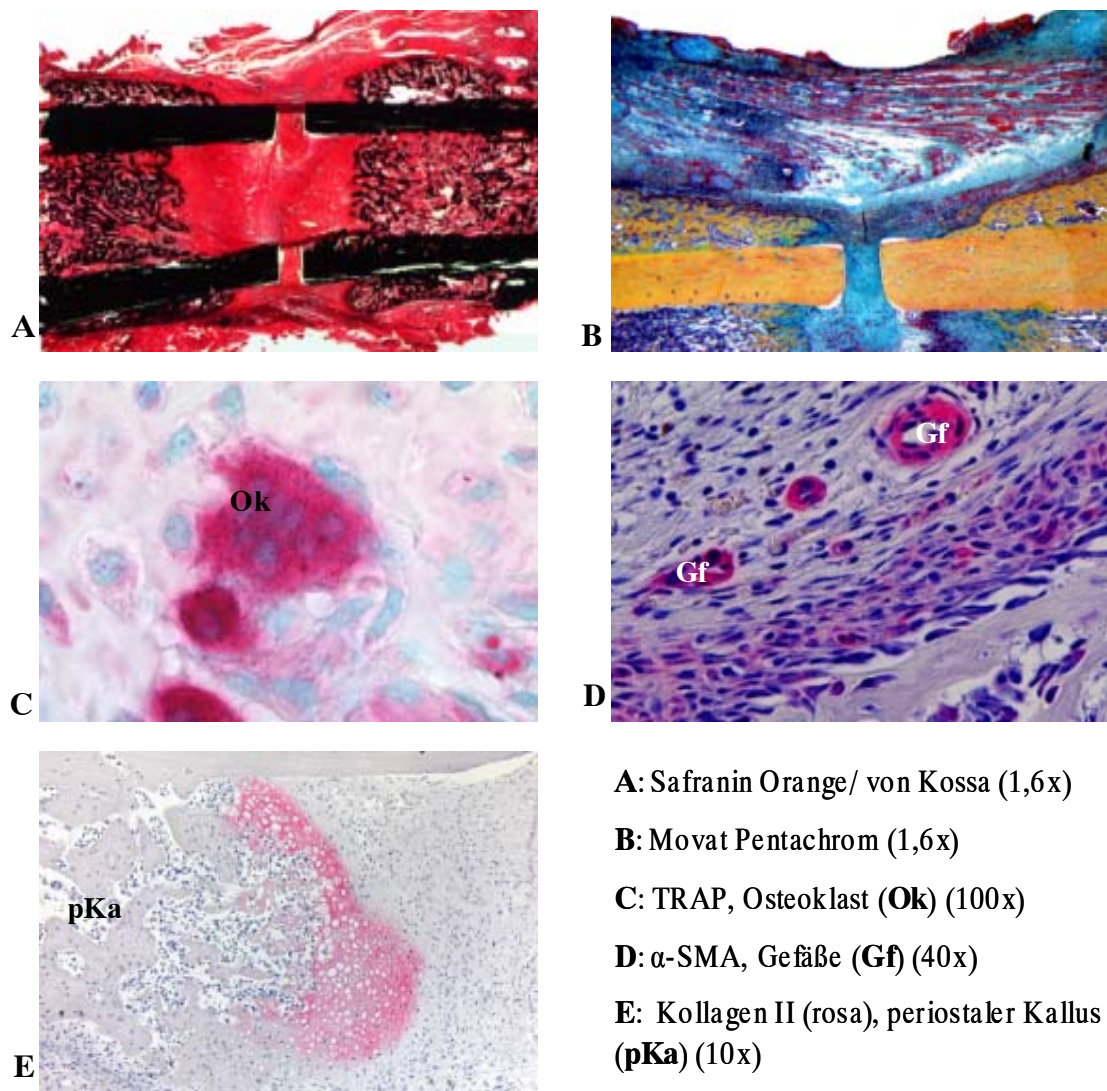 A
B
Ok
C
Gf
Gf
D
pKa
E
A: Safranin Orange/ von Kossa (1,6x)
B: Movat Pentachrom (1,6x)
C: TRAP, Osteoklast (Ok) (100x)
D: α-SMA, Gefäße (Gf) (40x)
E: Kollagen II (rosa), periostaler Kallus
(pKa) (10x)